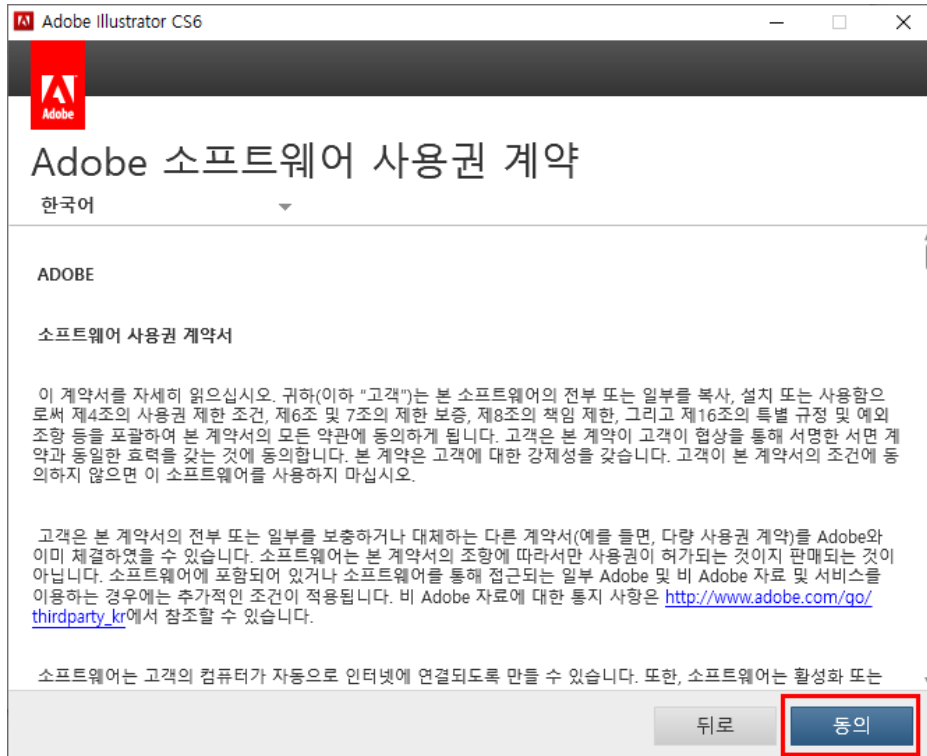 Adobe Illustrator CS6
Adobe
Adobe 소프트웨어 사용권 계약
한국어
ADOBE
소프트웨어 사용권 계약서
이 계약서를 자세히 읽으십시오. 귀하(이하 "고객")는 본 소프트웨어의 전부 또는 일부를 복사, 설치 또는 사용함으
로써 제4조의 사용권 제한 조건, 제6조 및 7조의 제한 보증, 제8조의 책임 제한, 그리고 제16조의 특별 규정 및 예외
조항 등을 포괄하여 본 계약서의 모든 약관에 동의하게 됩니다. 고객은 본 계약이 고객이 협상을 통해 서명한 서면 계
약과 동일한 효력을 갖는 것에 동의합니다. 본 계약은 고객에 대한 강제성을 갖습니다. 고객이 본 계약서의 조건에 동
의하지 않으면 이 소프트웨어를 사용하지 마십시오.
고객은 본 계약서의 전부 또는 일부를 보충하거나 대체하는 다른 계약서(예를 들면, 다량 사용권 계약)를 Adobe와
이미 체결하였을 수 있습니다. 소프트웨어는 본 계약서의 조항에 따라서만 사용권이 허가되는 것이지 판매되는 것이
아닙니다. 소프트웨어에 포함되어 있거나 소프트웨어를 통해 접근되는 일부 Adobe 및 비 Adobe 자료 및 서비스를
이용하는 경우에는 추가적인 조건이 적용됩니다. 비 Adobe 자료에 대한 통지 사항은 http://www.adobe.com/go/
thirdparty_kr에서 참조할 수 있습니다.
소프트웨어는 고객의 컴퓨터가 자동으로 인터넷에 연결되도록 만들 수 있습니다. 또한, 소프트웨어는 활성화 또는
뒤로
동의